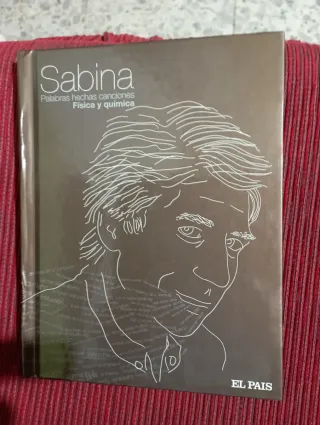 Sabina
Palabras hechas canciones
Física y química
EL PAIS